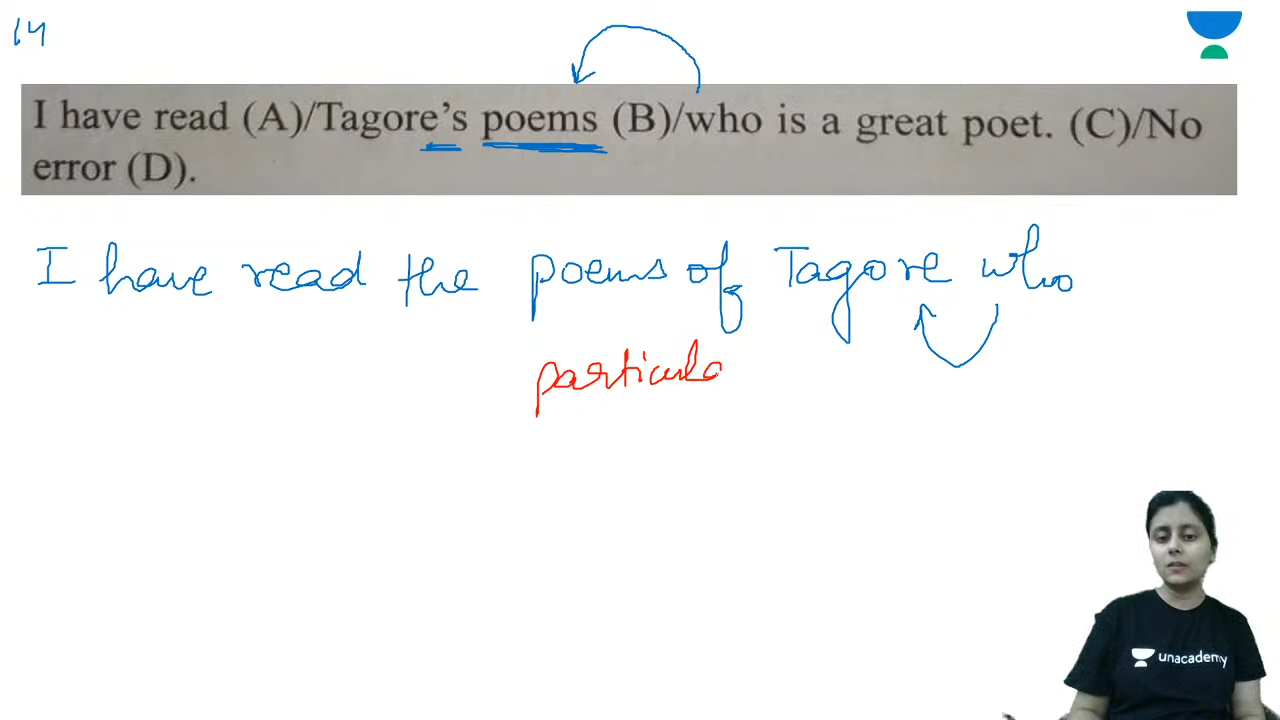 14
I have read (A)/Tagore's poems (B)/who is a great poet. (C)/No
error (D).
I have read the poems of Tagore who
particula
unacademy